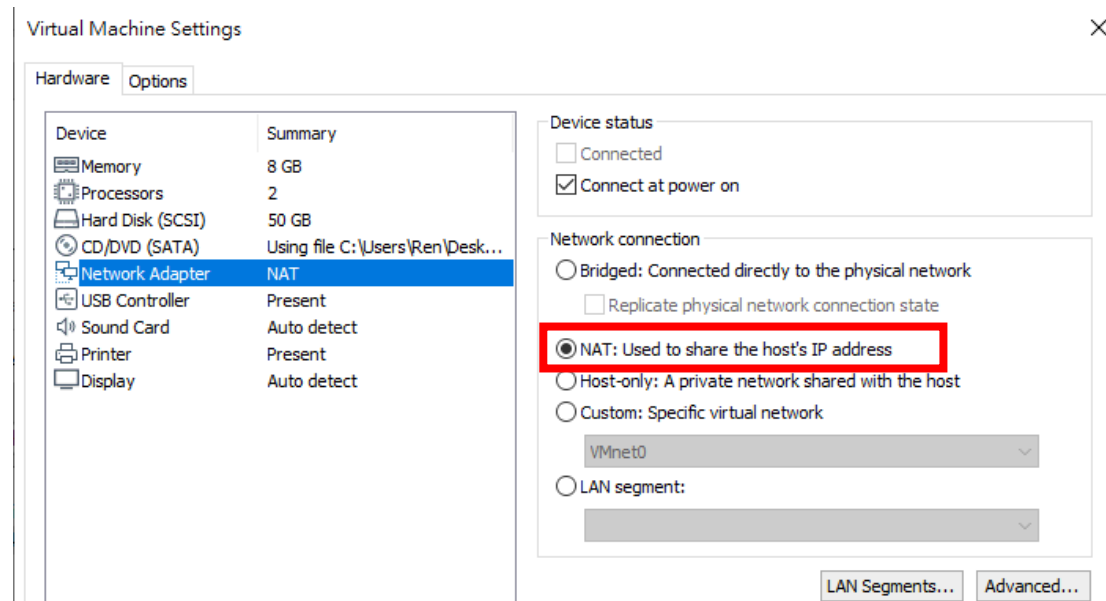 Virtual Machine Settings
Hardware Options
Device Summary
Memory 8 GB
Processors 2
Hard Disk (SCSI) 50 GB
CD/DVD (SATA) Using file C:\Users\Ren\Desk...
Network Adapter NAT
USB Controller Present
Sound Card Auto detect
Printer Present
Display Auto detect
Device status
Connected
Connect at power on
Network connection
Bridged: Connected directly to the physical network
Replicate physical network connection state
NAT: Used to share the host's IP address
Host-only: A private network shared with the host
Custom: Specific virtual network
VMnet0
LAN segment:
LAN Segments... Advanced...